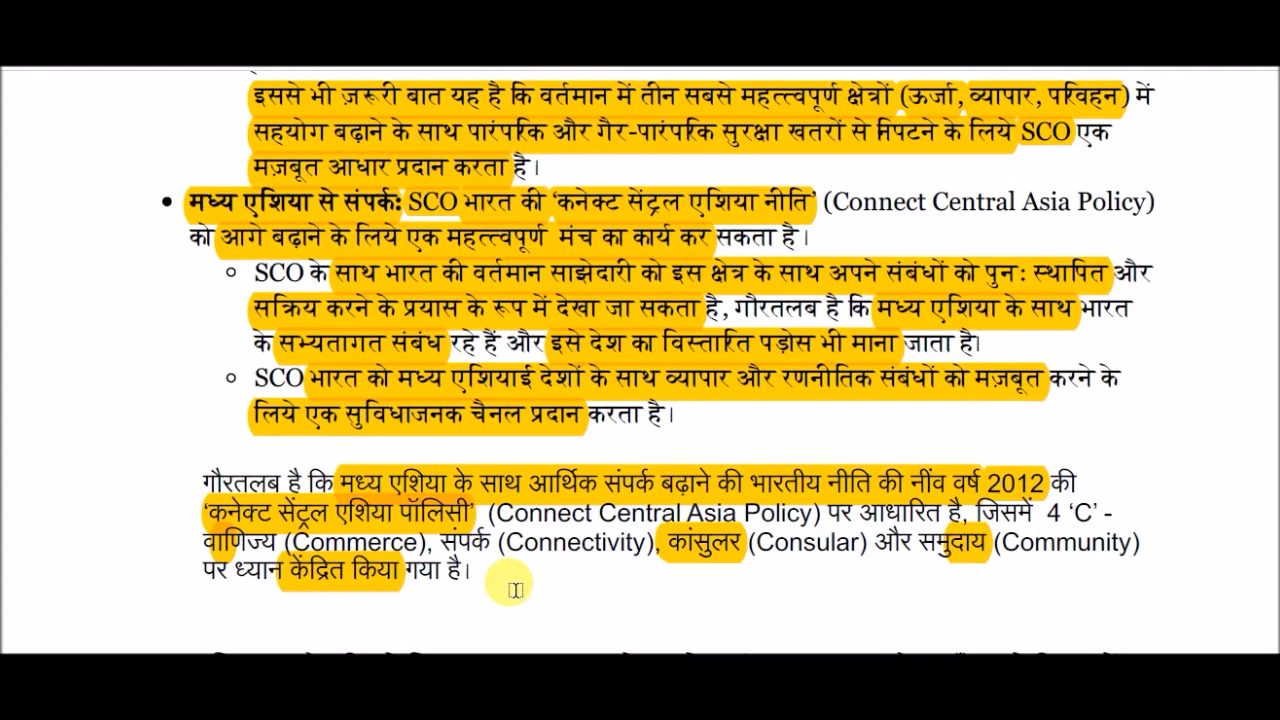 इससे भी ज़रूरी बात यह है कि वर्तमान में तीन सबसे महत्त्वपूर्ण क्षेत्रों (ऊर्जा, व्यापार, परिवहन) में
सहयोग बढ़ाने के साथ पारंपरिक और गैर-पारंपरिक सुरक्षा खतरों से निपटने के लिये SCO एक
मज़बूत आधार प्रदान करता है।
• मध्य एशिया से संपर्क: SCO भारत की ‘कनेक्ट सेंट्रल एशिया नीति’ (Connect Central Asia Policy)
को आगे बढ़ाने के लिये एक महत्त्वपूर्ण मंच का कार्य कर सकता है।
○ SCO के साथ भारत की वर्तमान साझेदारी को इस क्षेत्र के साथ अपने संबंधों को पुनः स्थापित और
सक्रिय करने के प्रयास के रूप में देखा जा सकता है, गौरतलब है कि मध्य एशिया के साथ भारत
के सभ्यतागत संबंध रहे हैं और इसे देश का विस्तारित पड़ोस भी माना जाता है।
○ SCO भारत को मध्य एशियाई देशों के साथ व्यापार और रणनीतिक संबंधों को मज़बूत करने के
लिये एक सुविधाजनक चैनल प्रदान करता है।
गौरतलब है कि मध्य एशिया के साथ आर्थिक संपर्क बढ़ाने की भारतीय नीति की नींव वर्ष 2012 की
‘कनेक्ट सेंट्रल एशिया पॉलिसी’ (Connect Central Asia Policy) पर आधारित है, जिसमें 4 ‘C’ -
वाणिज्य (Commerce), संपर्क (Connectivity), कांसुलर (Consular) और समुदाय (Community)
पर ध्यान केंद्रित किया गया है।